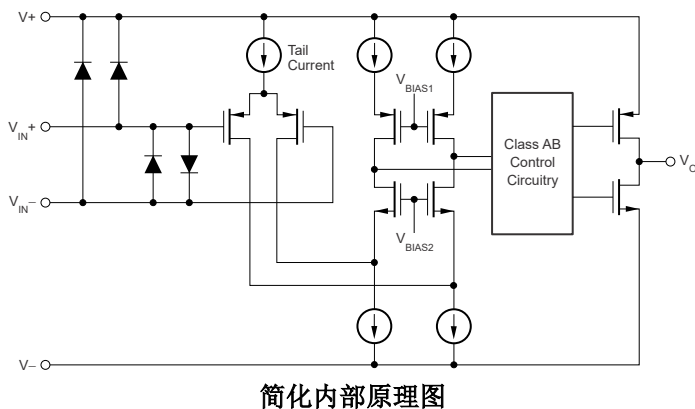 V+
Tail
Current
VBIAS1
VIN+
Class AB
Control
Circuitry
VO
VIN−
VBIAS2
V−
简化内部原理图